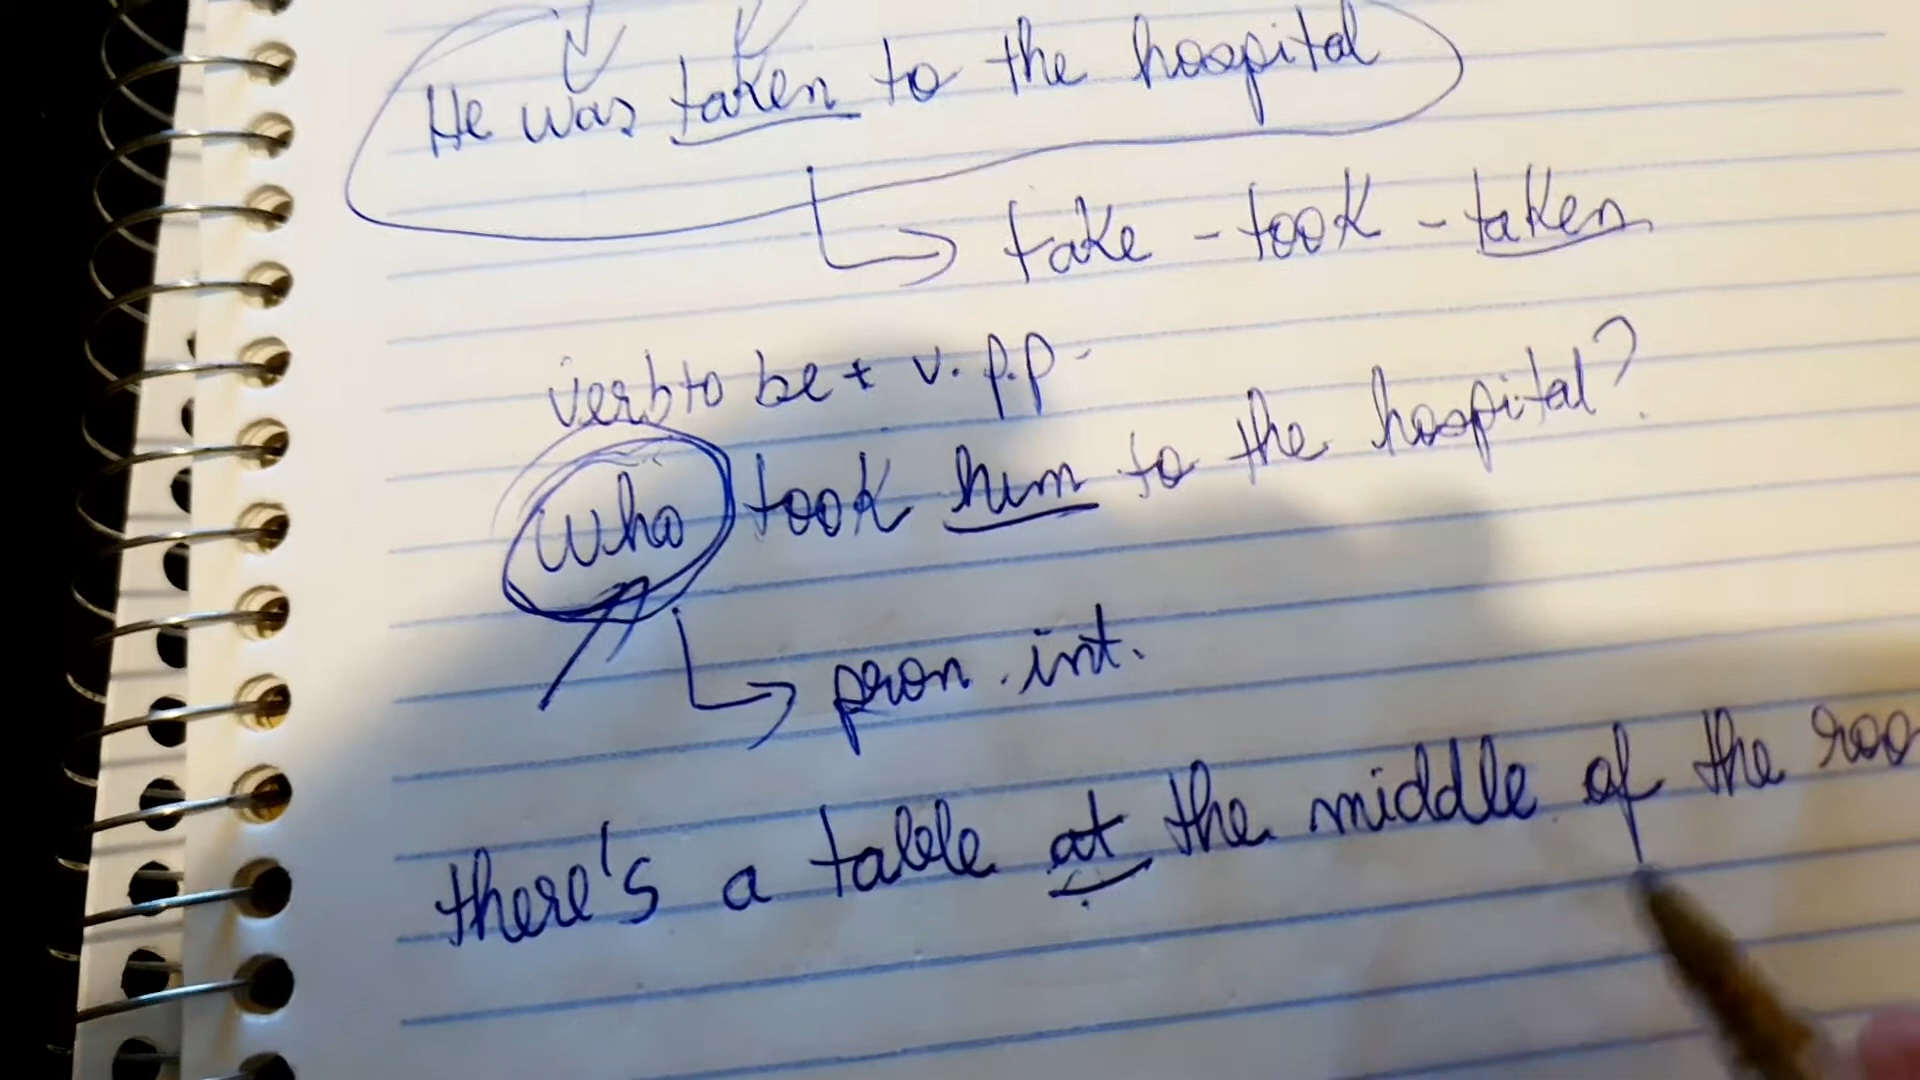 He was taken to the hospital
take - took - taken
verb to be + v. p.p.
who took him to the hospital?
pron. int.
there's a table at the middle of the roo